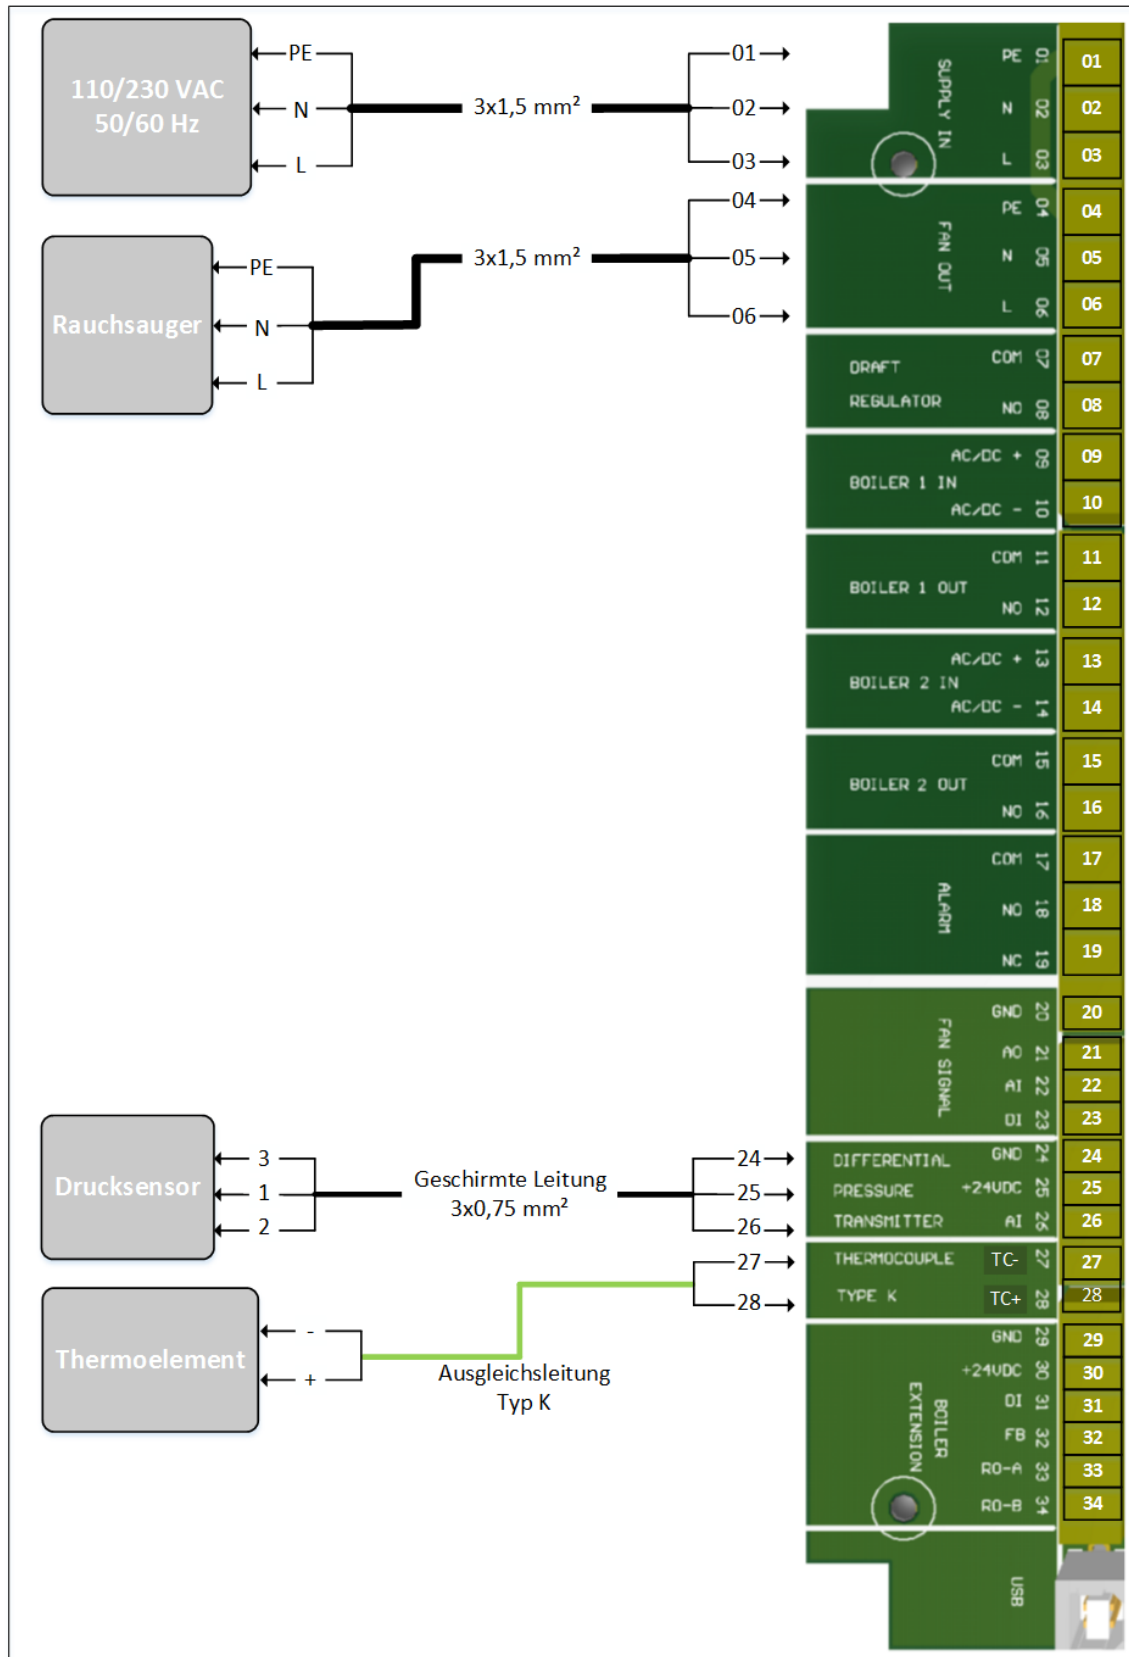 110/230 VAC
50/60 Hz
PE
N
L
3x1,5 mm²
01
02
03
Rauchsauger
PE
N
L
3x1,5 mm²
04
05
06
Drucksensor
3
1
2
Geschirmte Leitung
3x0,75 mm²
24
25
26
Thermoelement
-
+
Ausgleichsleitung
Typ K
27
28
SUPPLY IN
PE 01 01
N 02 02
L 03 03
FAN OUT
PE 04 04
N 05 05
L 06 06
DRAFT
REGULATOR
COM 07 07
NO 08 08
BOILER 1 IN
AC/DC + 09 09
AC/DC - 10 10
BOILER 1 OUT
COM 11 11
NO 12 12
BOILER 2 IN
AC/DC + 13 13
AC/DC - 14 14
BOILER 2 OUT
COM 15 15
NO 16 16
ALARM
COM 17 17
NO 18 18
NC 19 19
FAN SIGNAL
GND 20 20
AO 21 21
AI 22 22
DI 23 23
DIFFERENTIAL
PRESSURE
TRANSMITTER
GND 24 24
+24VDC 25 25
AI 26 26
THERMOCOUPLE
TYPE K
TC- 27 27
TC+ 28 28
BOILER
EXTENSION
GND 29 29
+24VDC 30 30
DI 31 31
FB 32 32
RO-A 33 33
RO-B 34 34
USB